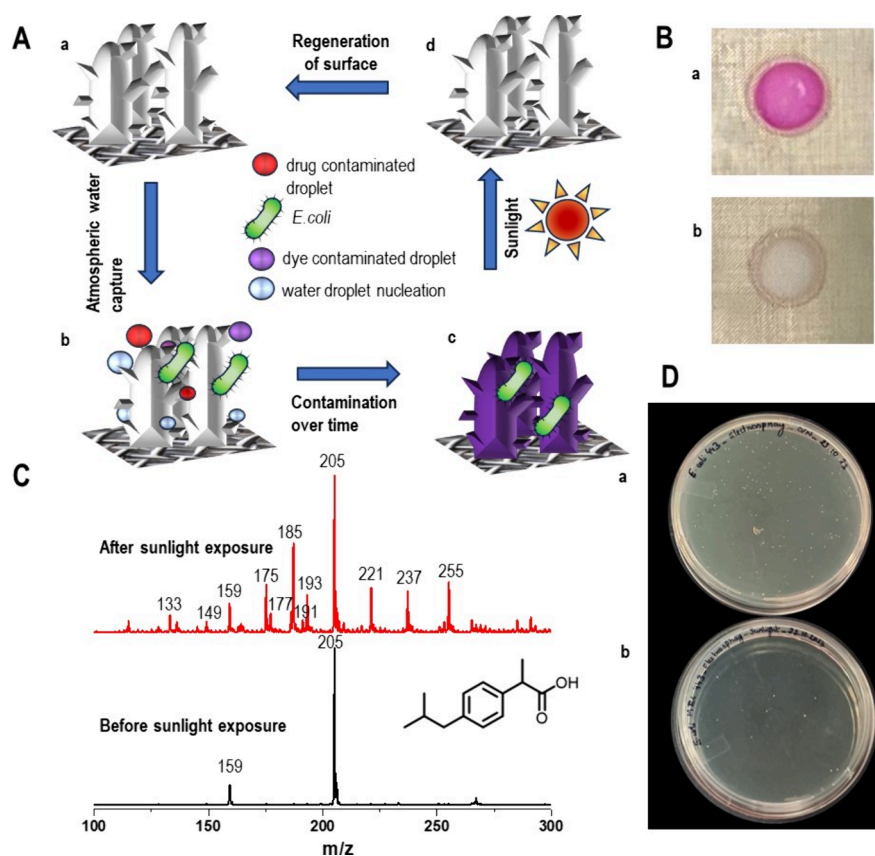 A
a
Regeneration
of surface
d
B
a
drug contaminated
droplet
E.coli
dye contaminated droplet
water droplet nucleation
Atmospheric water
capture
Sunlight
b
b
Contamination
over time
c
D
C
205
a
After sunlight exposure
185
175
177
159
133
149
191
193
221
237
255
205
b
OH
O
Before sunlight exposure
159
100
150
200
250
300
m/z